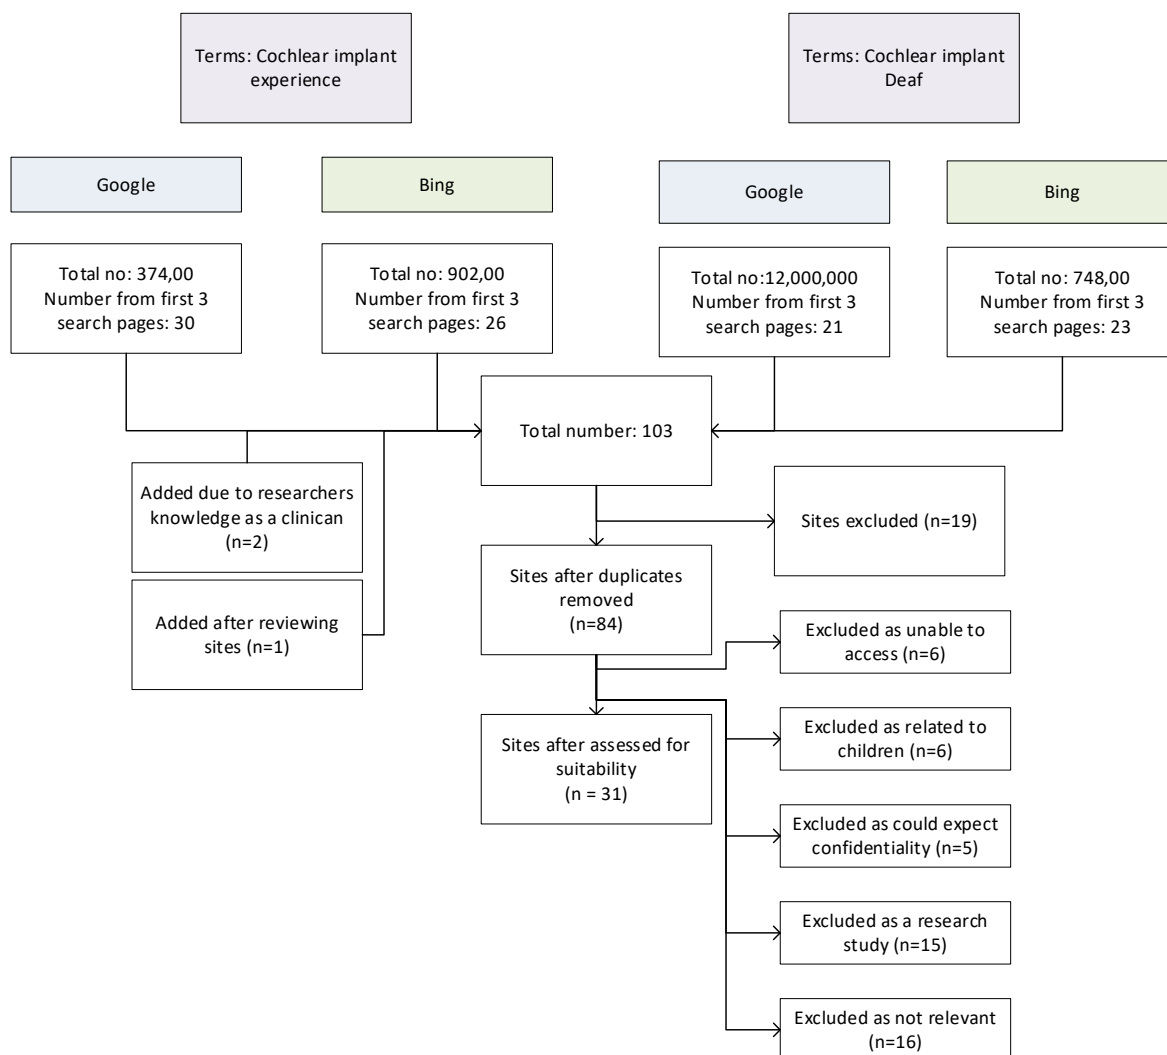 Terms: Cochlear implant
experience
Terms: Cochlear implant
Deaf
Google
Bing
Google
Bing
Total no: 374,00
Number from first 3
search pages: 30
Total no: 902,00
Number from first 3
search pages: 26
Total no:12,000,000
Number from first 3
search pages: 21
Total no: 748,00
Number from first 3
search pages: 23
Total number: 103
Added due to researchers
knowledge as a clinican
(n=2)
Added after reviewing
sites (n=1)
Sites excluded (n=19)
Sites after duplicates
removed
(n=84)
Excluded as unable to
access (n=6)
Sites after assessed for
suitability
(n = 31)
Excluded as related to
children (n=6)
Excluded as could expect
confidentiality (n=5)
Excluded as a research
study (n=15)
Excluded as not relevant
(n=16)